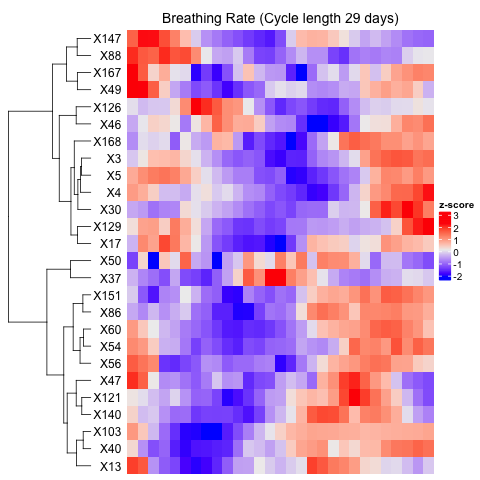 Breathing Rate (Cycle length 29 days)
X147
X88
X167
X49
X126
X46
X168
X3
X5
X4
X30
X129
X17
X50
X37
X151
X86
X60
X54
X56
X47
X121
X140
X103
X40
X13
z-score
3
2
1
0
-1
-2